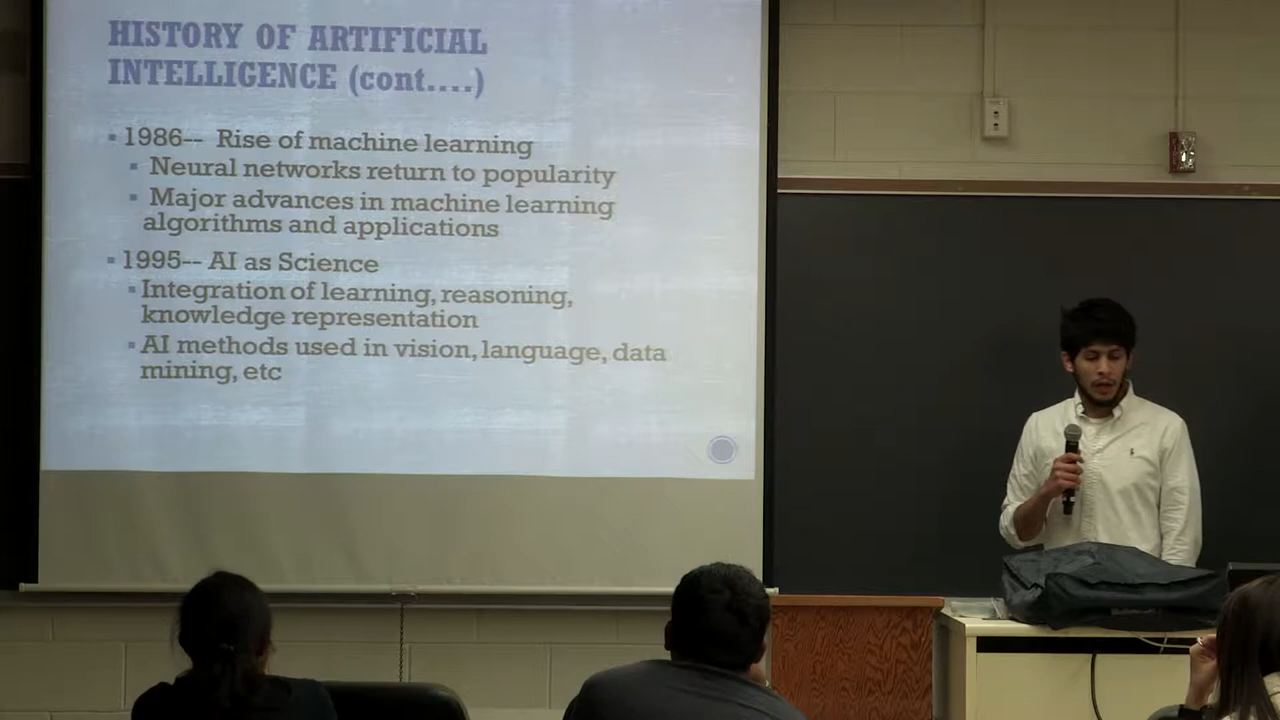 HISTORY OF ARTIFICIAL
INTELLIGENCE (cont....)
1986-- Rise of machine learning
Neural networks return to popularity
Major advances in machine learning
algorithms and applications
1995-- AI as Science
Integration of learning, reasoning,
knowledge representation
AI methods used in vision, language, data
mining, etc